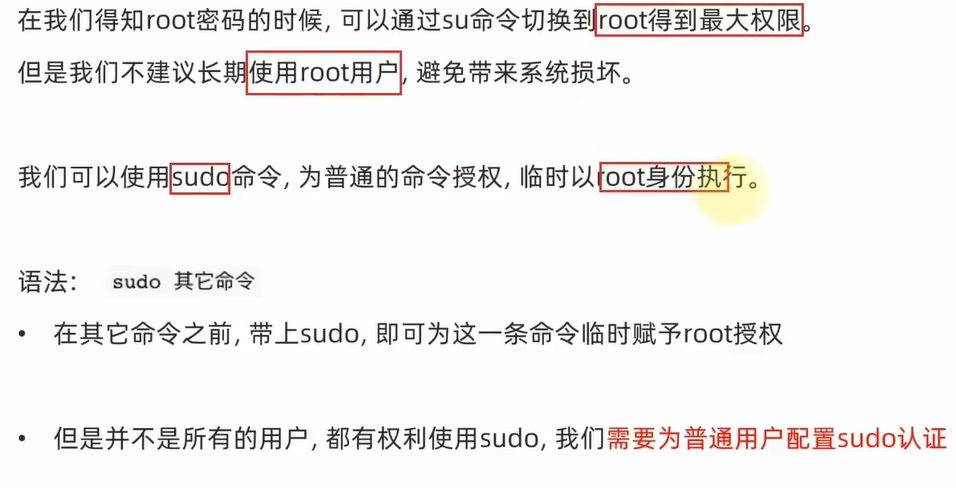 在我们得知root密码的时候, 可以通过su命令切换到root得到最大权限。
但是我们不建议长期使用root用户, 避免带来系统损坏。
我们可以使用sudo命令, 为普通的命令授权, 临时以root身份执行。
语法： sudo 其它命令
• 在其它命令之前, 带上sudo, 即可为这一条命令临时赋予root授权
• 但是并不是所有的用户, 都有权利使用sudo, 我们需要为普通用户配置sudo认证